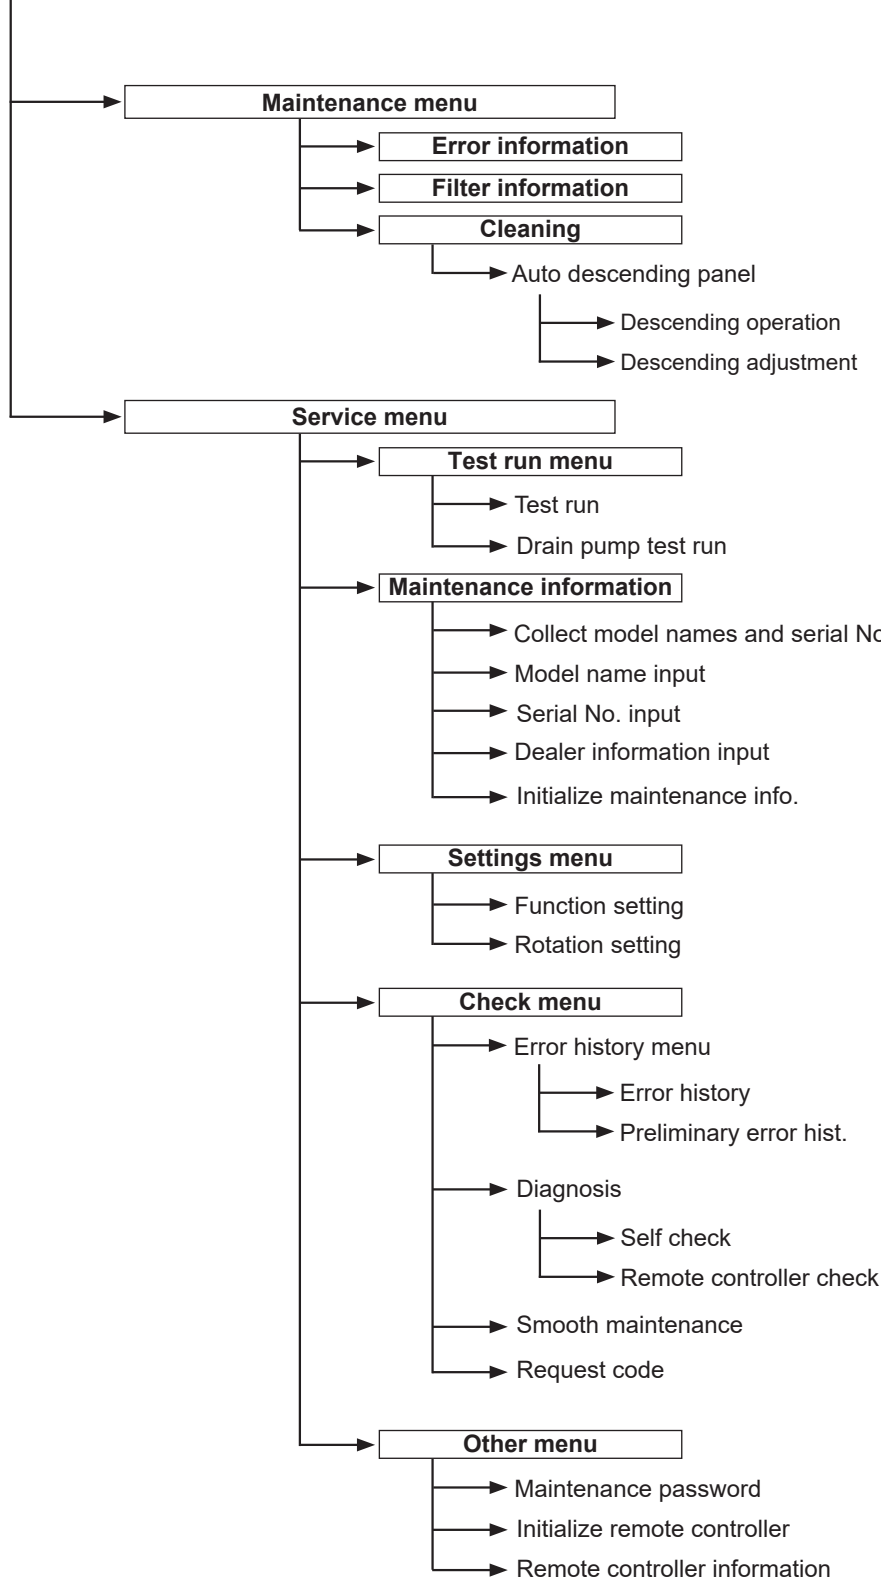 Maintenance menu
Error information
Filter information
Cleaning
Auto descending panel
Descending operation
Descending adjustment
Service menu
Test run menu
Test run
Drain pump test run
Maintenance information
Collect model names and serial No
Model name input
Serial No. input
Dealer information input
Initialize maintenance info.
Settings menu
Function setting
Rotation setting
Check menu
Error history menu
Error history
Preliminary error hist.
Diagnosis
Self check
Remote controller check
Smooth maintenance
Request code
Other menu
Maintenance password
Initialize remote controller
Remote controller information